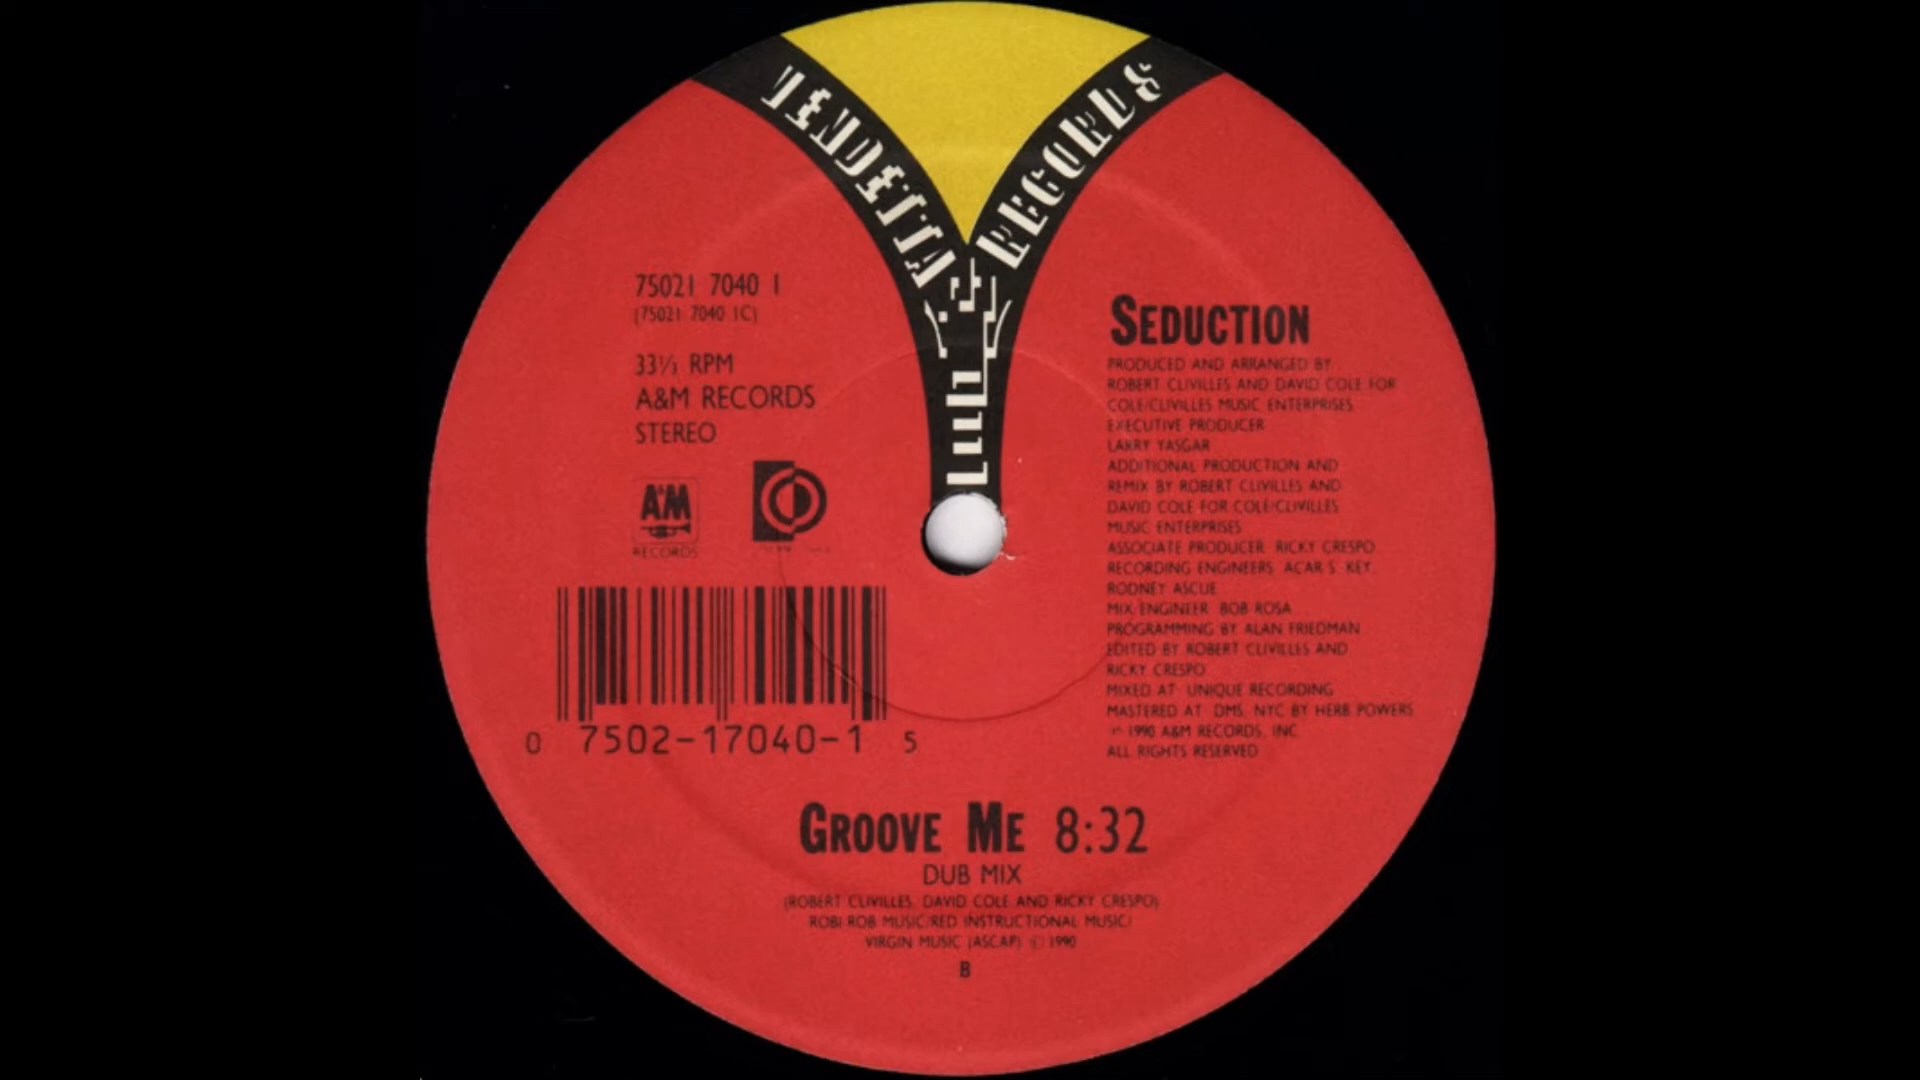 VENDETTA RECORDS
75021 7040 1
(75021 7040 1C)
33⅓ RPM
A&M RECORDS
STEREO
A&M
RECORDS
0 7502-17040-1 5
SEDUCTION
PRODUCED AND ARRANGED BY
ROBERT CLIVILLES AND DAVID COLE FOR
COLE/CLIVILLES MUSIC ENTERPRISES
EXECUTIVE PRODUCER
LARRY YASGAR
ADDITIONAL PRODUCTION AND
REMIX BY ROBERT CLIVILLES AND
DAVID COLE FOR COLE/CLIVILLES
MUSIC ENTERPRISES
ASSOCIATE PRODUCER RICKY CRESPO
RECORDING ENGINEERS ACAR S. KEY,
RODNEY ASCUE
MIX ENGINEER BOB ROSA
PROGRAMMING BY ALAN FRIEDMAN
EDITED BY ROBERT CLIVILLES AND
RICKY CRESPO
MIXED AT UNIQUE RECORDING
MASTERED AT DMS, NYC BY HERB POWERS
℗ 1990 A&M RECORDS, INC.
ALL RIGHTS RESERVED
GROOVE ME 8:32
DUB MIX
(ROBERT CLIVILLES, DAVID COLE AND RICKY CRESPO)
ROBI-ROB MUSIC/RED INSTRUCTIONAL MUSIC/
VIRGIN MUSIC (ASCAP) © 1990
B